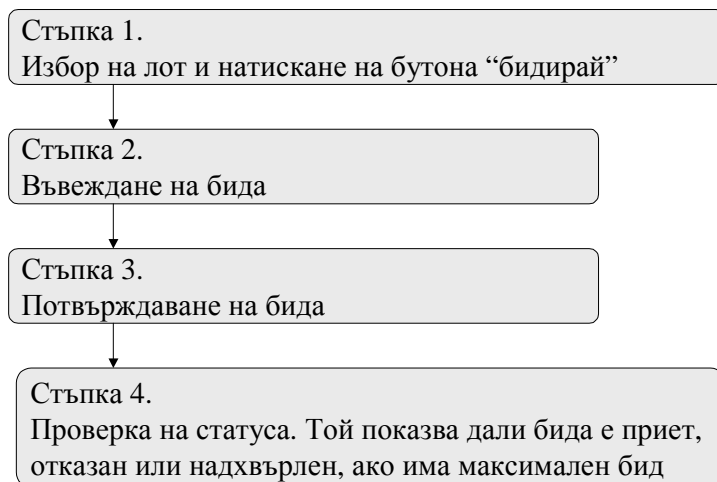 Стъпка 1.
Избор на лот и натискане на бутона “бидирай”
Стъпка 2.
Въвеждане на бида
Стъпка 3.
Потвърждаване на бида
Стъпка 4.
Проверка на статуса. Той показва дали бида е приет,
отказан или надхвърлен, ако има максимален бид